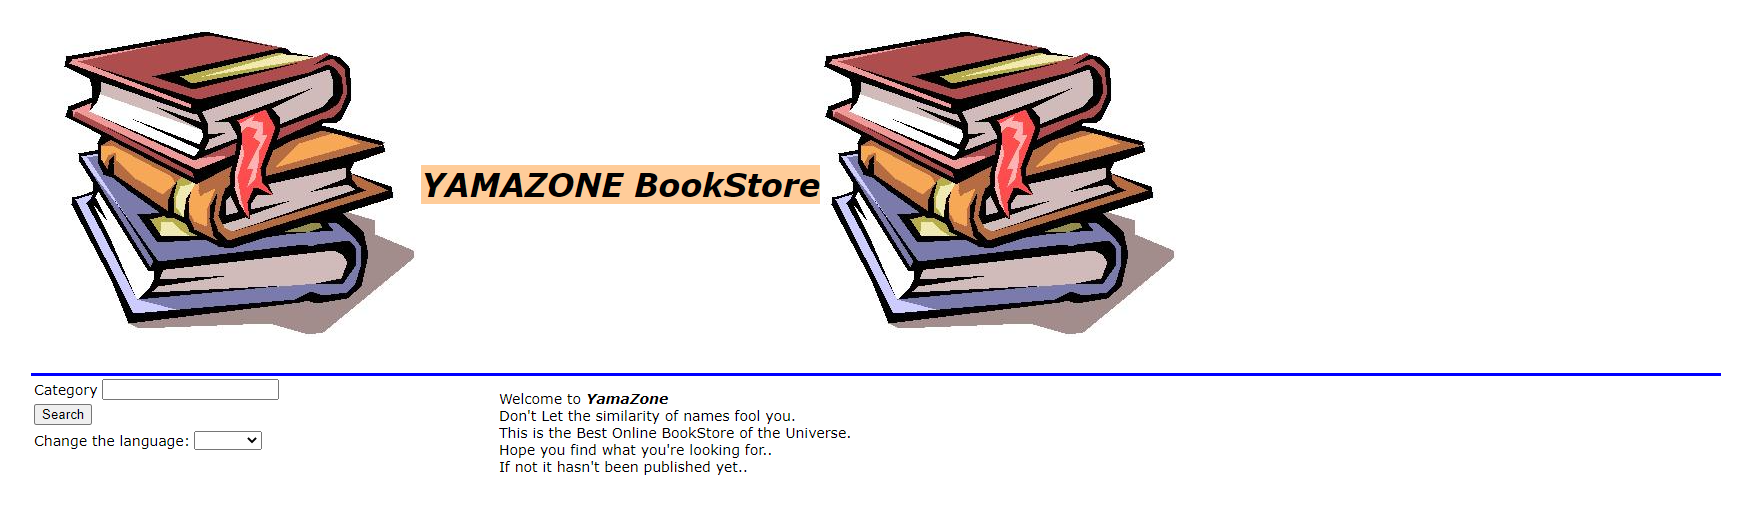 YAMAZONE BookStore
Category
Search
Change the language:
Welcome to YamaZone
Don't Let the similarity of names fool you.
This is the Best Online BookStore of the Universe.
Hope you find what you're looking for..
If not it hasn't been published yet..